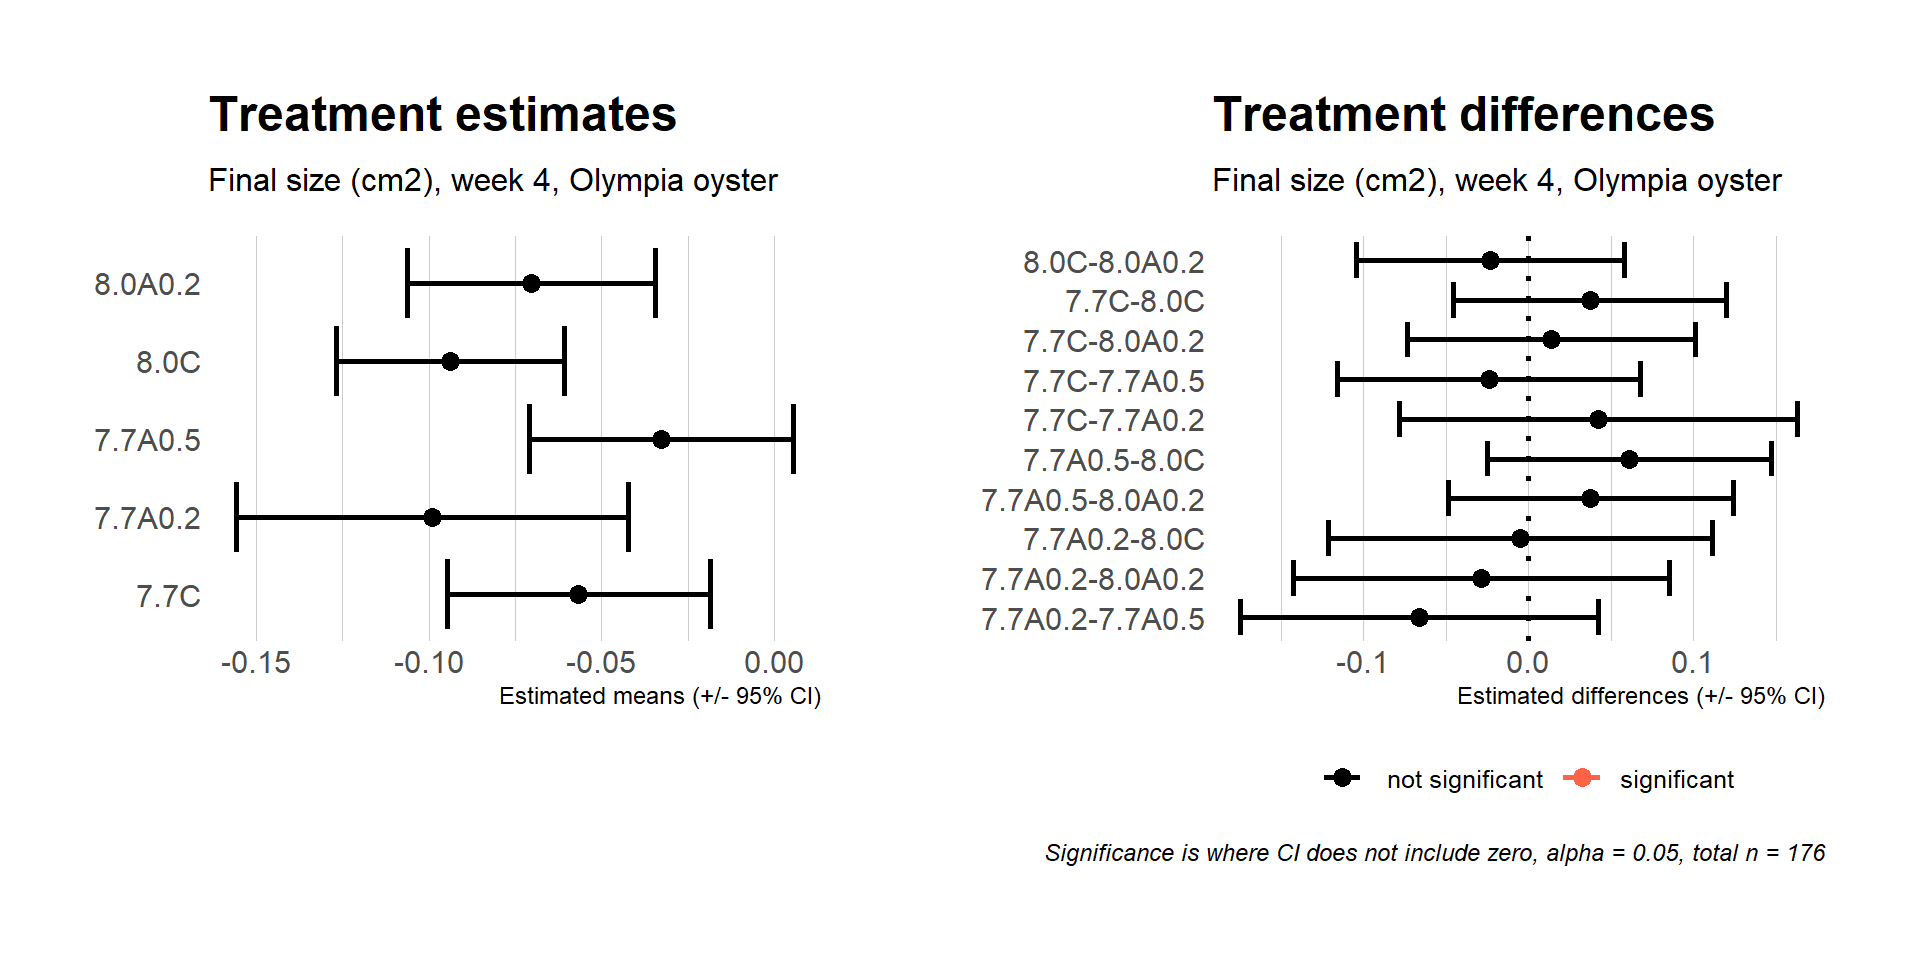 Treatment estimates
Final size (cm2), week 4, Olympia oyster
8.0A0.2
8.0C
7.7A0.5
7.7A0.2
7.7C
-0.15 -0.10 -0.05 0.00
Estimated means (+/- 95% CI)
Treatment differences
Final size (cm2), week 4, Olympia oyster
8.0C-8.0A0.2
7.7C-8.0C
7.7C-8.0A0.2
7.7C-7.7A0.5
7.7C-7.7A0.2
7.7A0.5-8.0C
7.7A0.5-8.0A0.2
7.7A0.2-8.0C
7.7A0.2-8.0A0.2
7.7A0.2-7.7A0.5
-0.1 0.0 0.1
Estimated differences (+/- 95% CI)
not significant significant
Significance is where CI does not include zero, alpha = 0.05, total n = 176